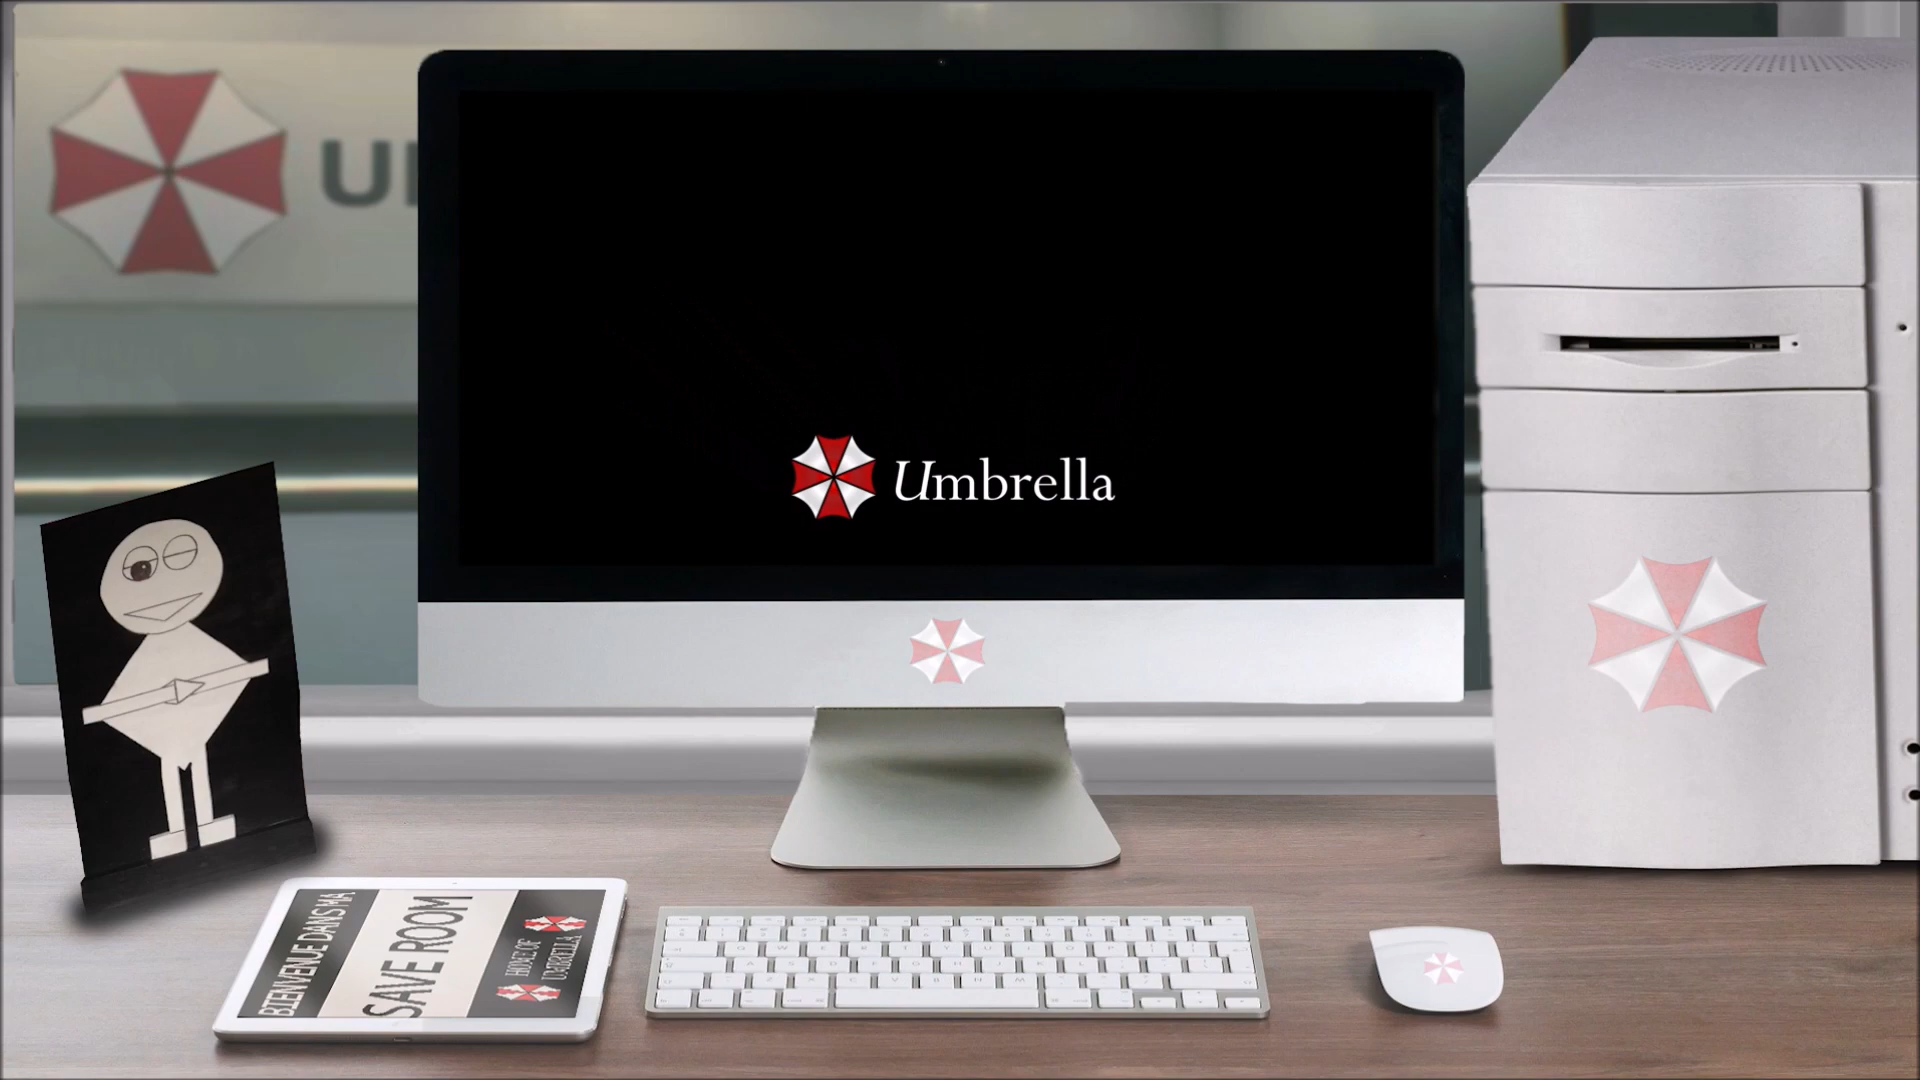 U
Umbrella
BIENVENUE DANS MA
SAVE ROOM
HOME OF
UMBRELLA